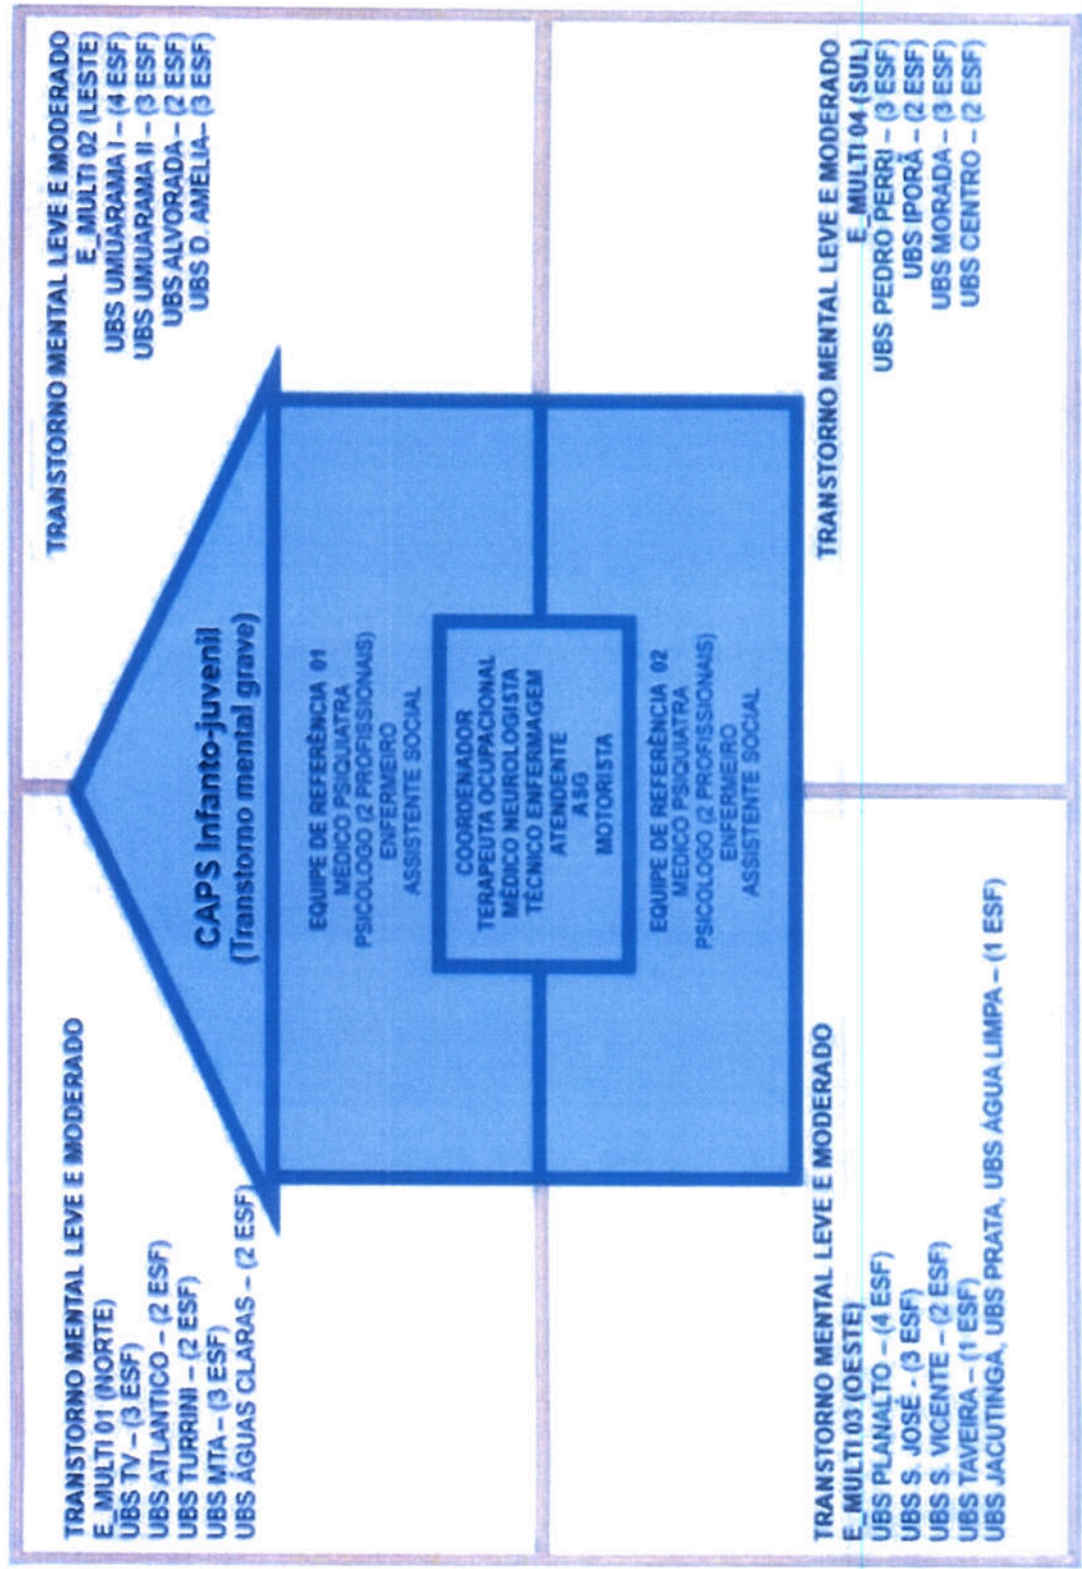 TRANSTORNO MENTAL LEVE E MODERADO
E_MULTI 01 (NORTE)
UBS TV – (3 ESF)
UBS ATLANTICO – (2 ESF)
UBS TURRINI – (2 ESF)
UBS MTA – (3 ESF)
UBS ÁGUAS CLARAS – (2 ESF)
TRANSTORNO MENTAL LEVE E MODERADO
E_MULTI 02 (LESTE)
UBS UMUARAMA I – (4 ESF)
UBS UMUARAMA II – (3 ESF)
UBS ALVORADA – (2 ESF)
UBS D. AMELIA– (3 ESF)
CAPS Infanto-juvenil
(Transtorno mental grave)
EQUIPE DE REFERÊNCIA 01
MEDICO PSIQUIATRA
PSICOLOGO (2 PROFISSIONAIS)
ENFERMEIRO
ASSISTENTE SOCIAL
COORDENADOR
TERAPEUTA OCUPACIONAL
MÉDICO NEUROLOGISTA
TÉCNICO ENFERMAGEM
ATENDENTE
ASG
MOTORISTA
EQUIPE DE REFERÊNCIA 02
MEDICO PSIQUIATRA
PSICOLOGO (2 PROFISSIONAIS)
ENFERMEIRO
ASSISTENTE SOCIAL
TRANSTORNO MENTAL LEVE E MODERADO
E_MULTI 03 (OESTE)
UBS PLANALTO – (4 ESF)
UBS S. JOSÉ - (3 ESF)
UBS S. VICENTE – (2 ESF)
UBS TAVEIRA – (1 ESF)
UBS JACUTINGA, UBS PRATA, UBS ÁGUA LIMPA – (1 ESF)
TRANSTORNO MENTAL LEVE E MODERADO
E_MULTI 04 (SUL)
UBS PEDRO PERRI – (3 ESF)
UBS IPORÃ – (2 ESF)
UBS MORADA – (3 ESF)
UBS CENTRO – (2 ESF)